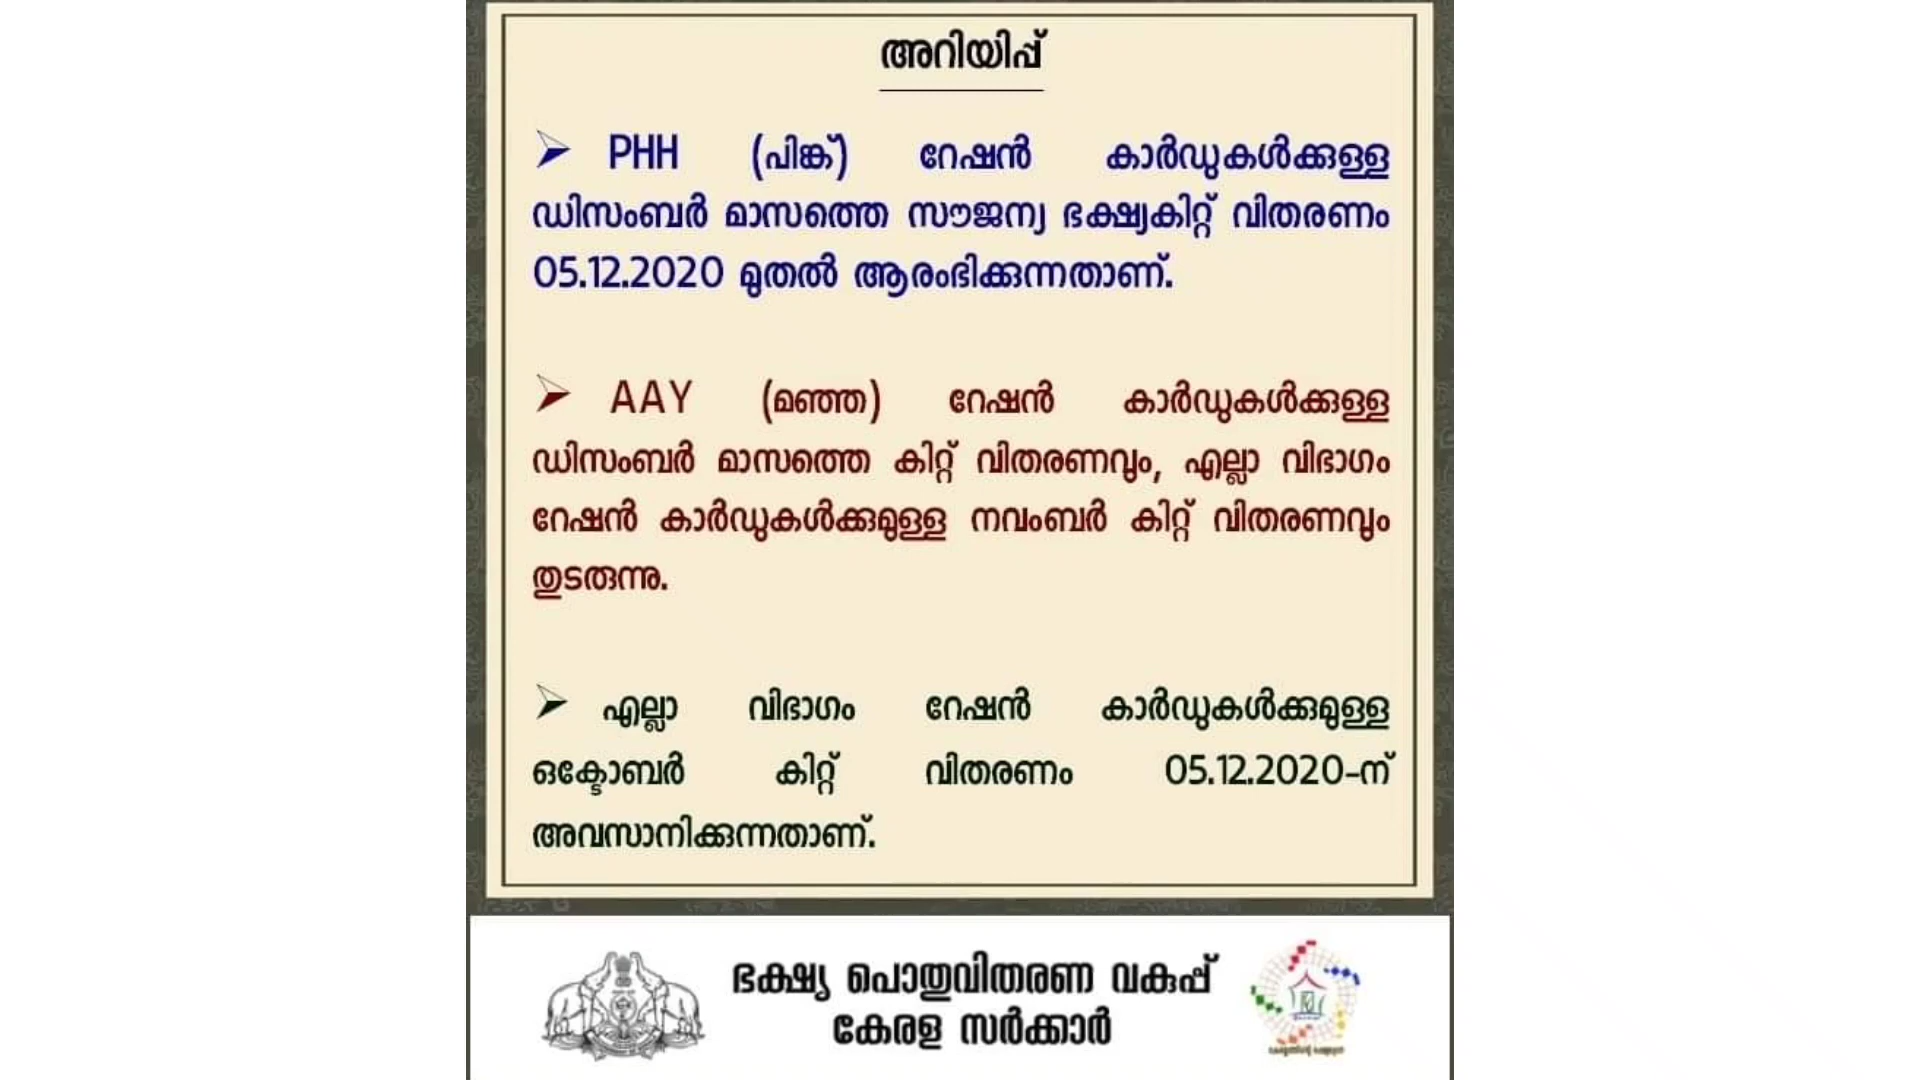 അറിയിപ്പ്
PHH (പിങ്ക്) റേഷൻ കാർഡുകൾക്കുള്ള
ഡിസംബർ മാസത്തെ സൗജന്യ ഭക്ഷ്യകിറ്റ് വിതരണം
05.12.2020 മുതൽ ആരംഭിക്കുന്നതാണ്.
AAY (മഞ്ഞ) റേഷൻ കാർഡുകൾക്കുള്ള
ഡിസംബർ മാസത്തെ കിറ്റ് വിതരണവും, എല്ലാ വിഭാഗം
റേഷൻ കാർഡുകൾക്കുമുള്ള നവംബർ കിറ്റ് വിതരണവും
തുടരുന്നു.
എല്ലാ വിഭാഗം റേഷൻ കാർഡുകൾക്കുമുള്ള
ഒക്ടോബർ കിറ്റ് വിതരണം 05.12.2020-ന്
അവസാനിക്കുന്നതാണ്.
ഭക്ഷ്യ പൊതുവിതരണ വകുപ്പ്
കേരള സർക്കാർ